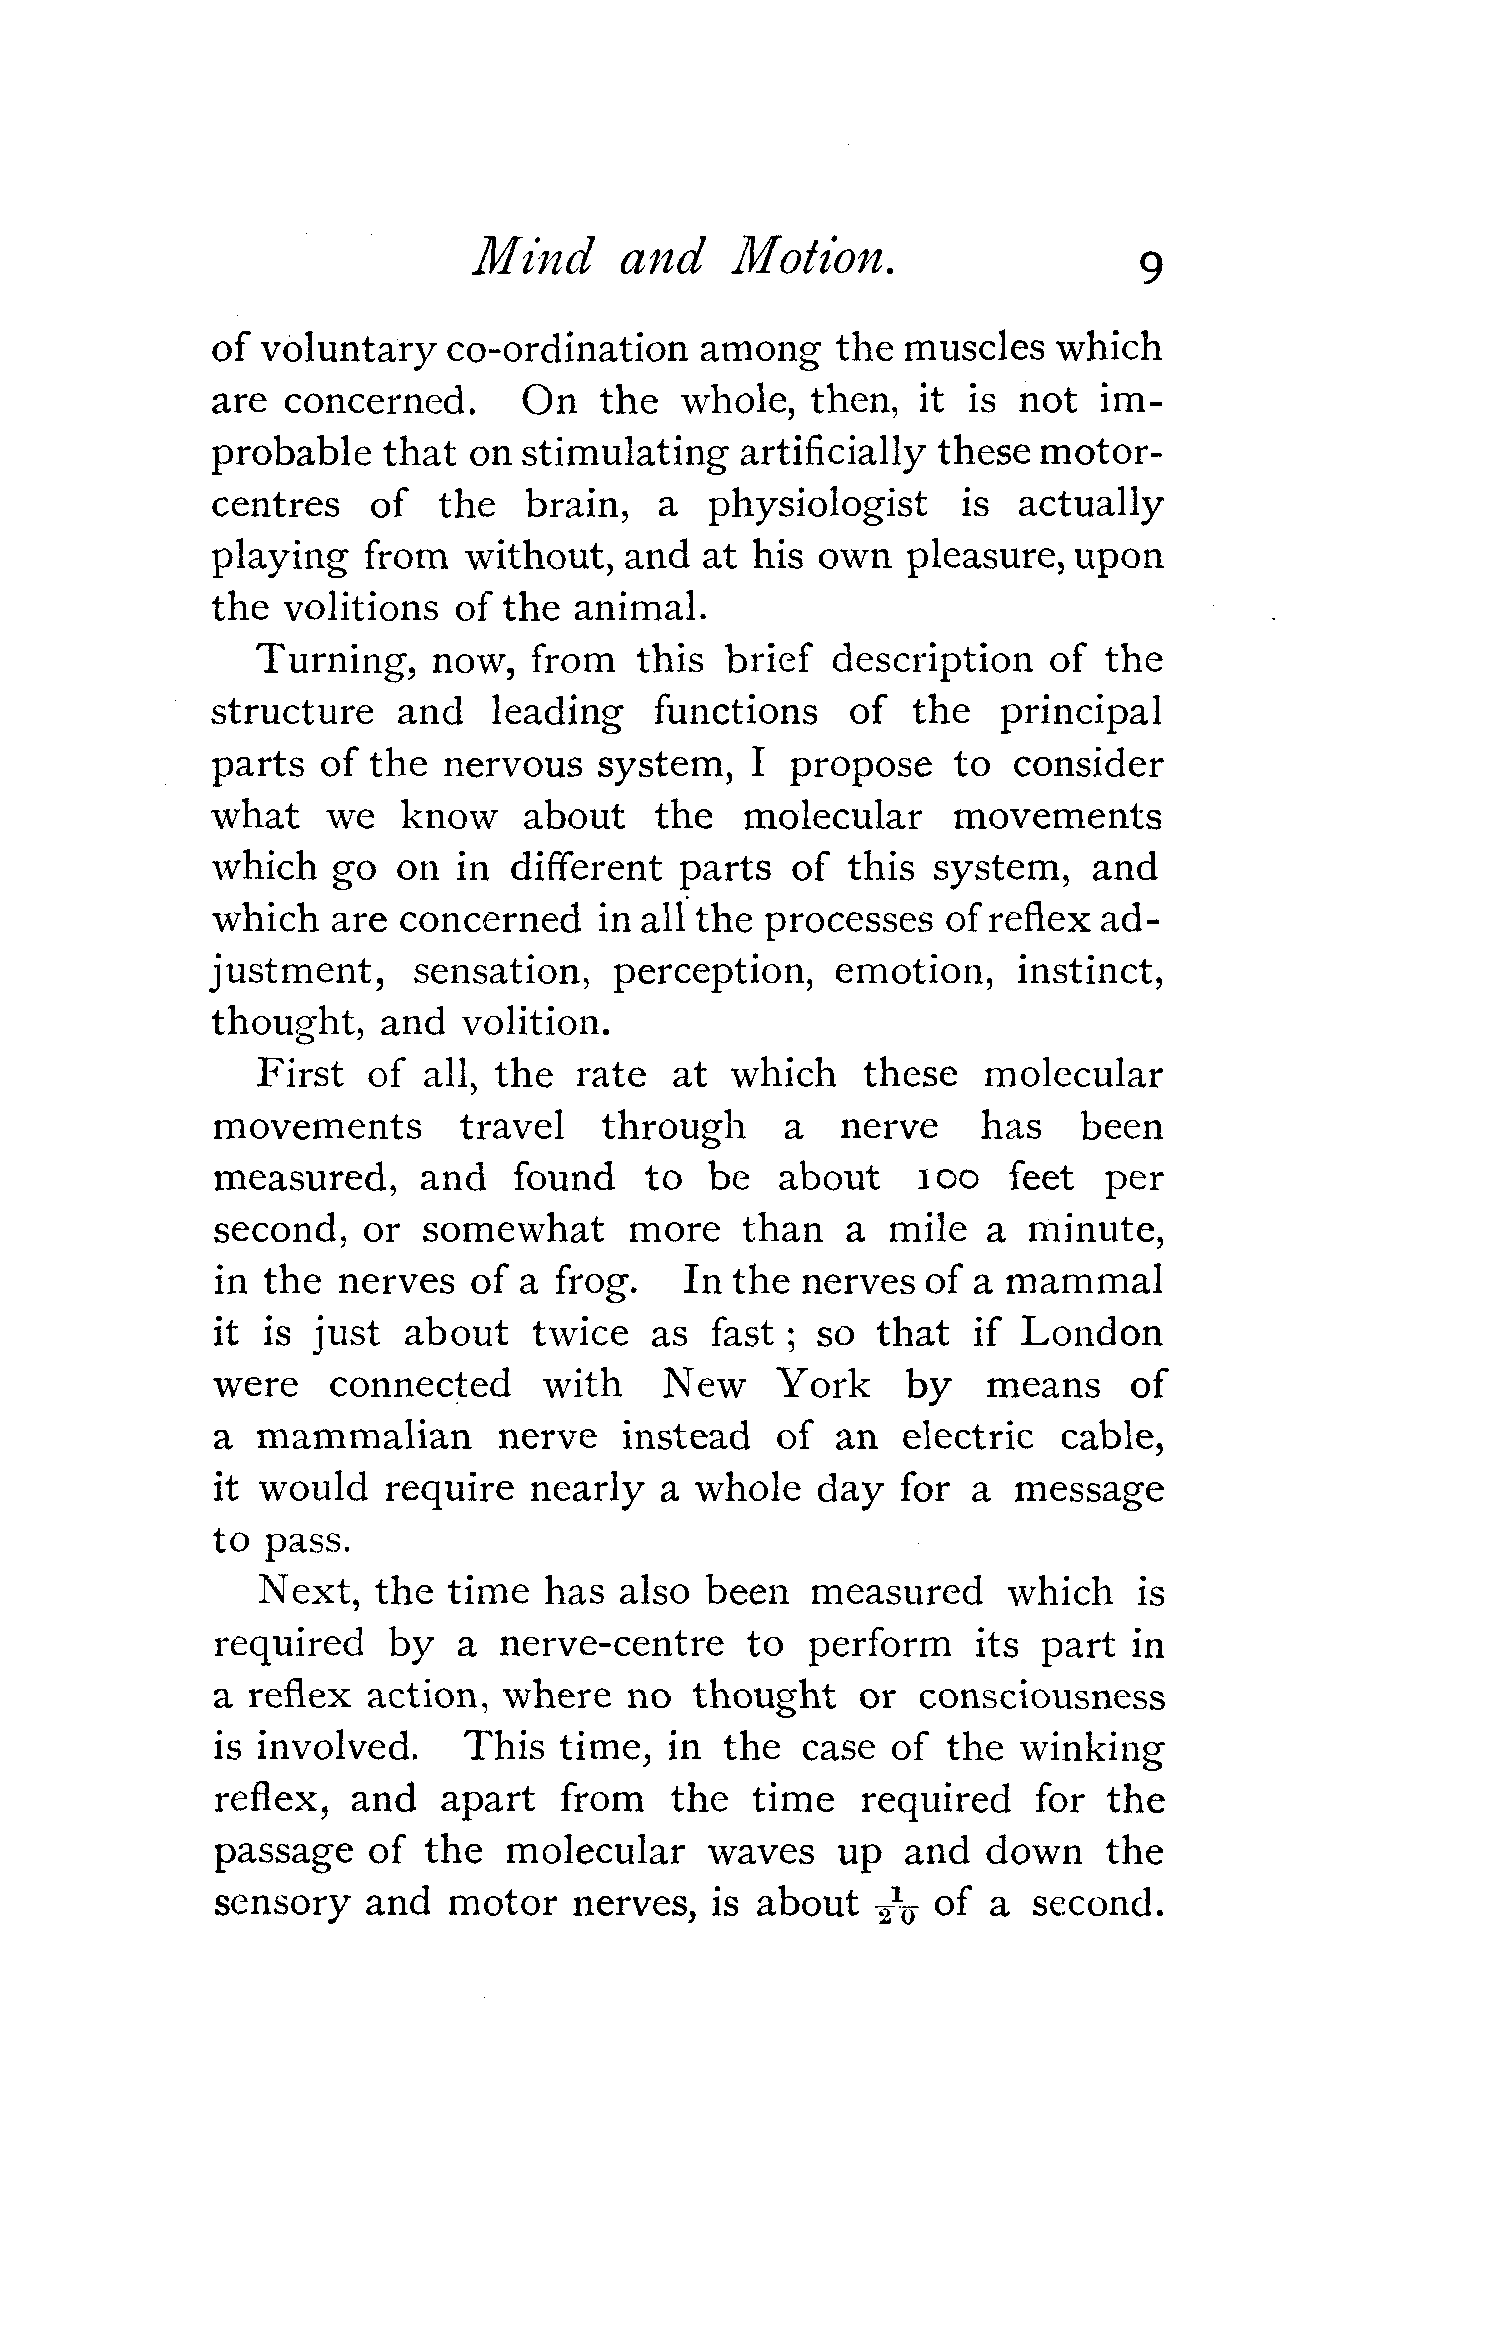 Mind and Motion. 9
of voluntary co-ordination among the muscles which
are concerned. On the whole, then, it is not im-
probable that on stimulating artificially these motor-
centres of the brain, a physiologist is actually
playing from without, and at his own pleasure, upon
the volitions of the animal.
Turning, now, from this brief description of the
structure and leading functions of the principal
parts of the nervous system, I propose to consider
what we know about the molecular movements
which go on in different parts of this system, and
which are concerned in all the processes of reflex ad-
justment, sensation, perception, emotion, instinct,
thought, and volition.
First of all, the rate at which these molecular
movements travel through a nerve has been
measured, and found to be about 100 feet per
second, or somewhat more than a mile a minute,
in the nerves of a frog. In the nerves of a mammal
it is just about twice as fast ; so that if London
were connected with New York by means of
a mammalian nerve instead of an electric cable,
it would require nearly a whole day for a message
to pass.
Next, the time has also been measured which is
required by a nerve-centre to perform its part in
a reflex action, where no thought or consciousness
is involved. This time, in the case of the winking
reflex, and apart from the time required for the
passage of the molecular waves up and down the
sensory and motor nerves, is about 1/20 of a second.